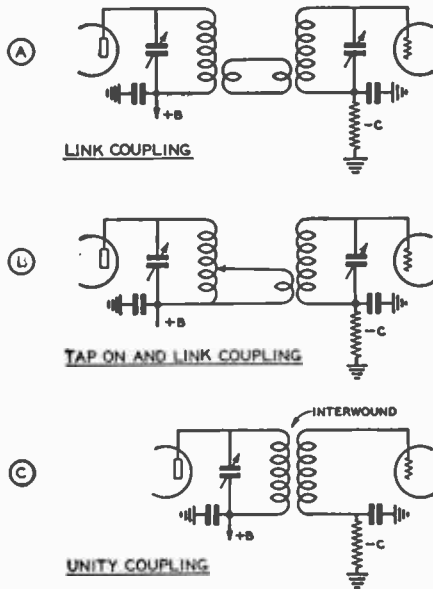 A
+B
-C
LINK COUPLING
B
+B
-C
TAP ON AND LINK COUPLING
INTERWOUND
C
+B
-C
UNITY COUPLING